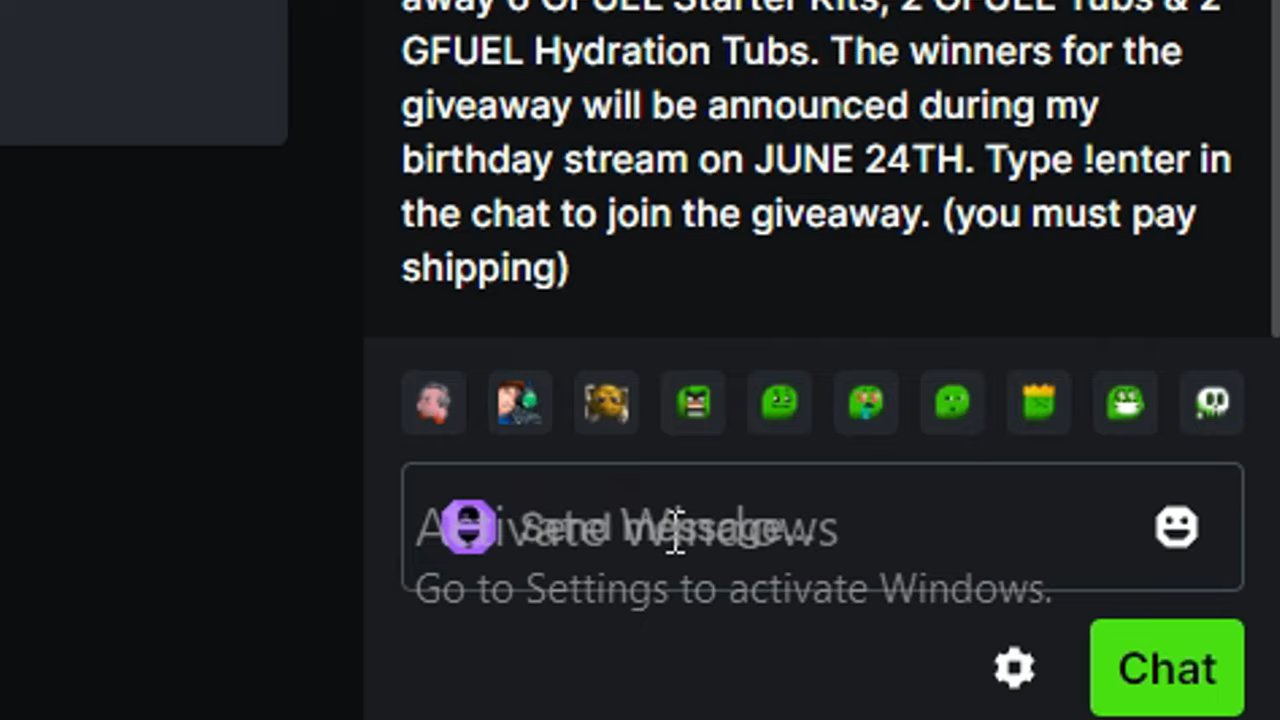 away 6 GFUEL Starter Kits, 2 GFUEL Tubs & 2
GFUEL Hydration Tubs. The winners for the
giveaway will be announced during my
birthday stream on JUNE 24TH. Type !enter in
the chat to join the giveaway. (you must pay
shipping)
Send message...
Activate Windows
Go to Settings to activate Windows.
Chat